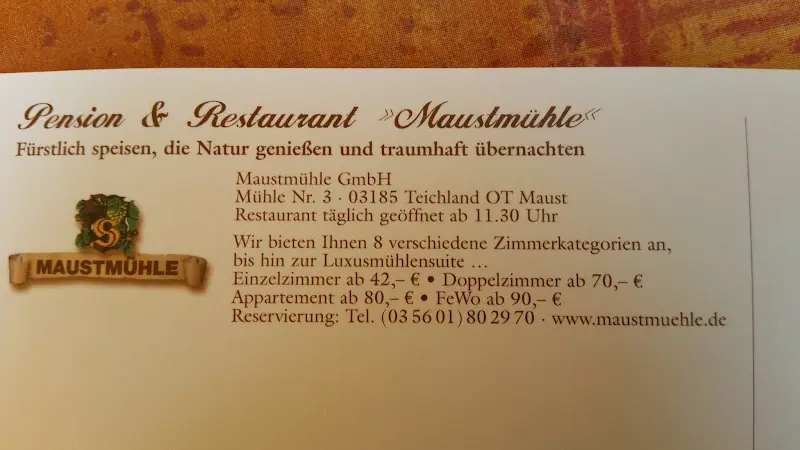 Pension & Restaurant »Maustmühle«
Fürstlich speisen, die Natur genießen und traumhaft übernachten
Maustmühle GmbH
Mühle Nr. 3 · 03185 Teichland OT Maust
Restaurant täglich geöffnet ab 11.30 Uhr
Wir bieten Ihnen 8 verschiedene Zimmerkategorien an,
bis hin zur Luxusmühlensuite ...
Einzelzimmer ab 42,– € • Doppelzimmer ab 70,– €
Appartement ab 80,– € • FeWo ab 90,– €
Reservierung: Tel. (03 56 01) 80 29 70 · www.maustmuehle.de
S
MAUSTMÜHLE